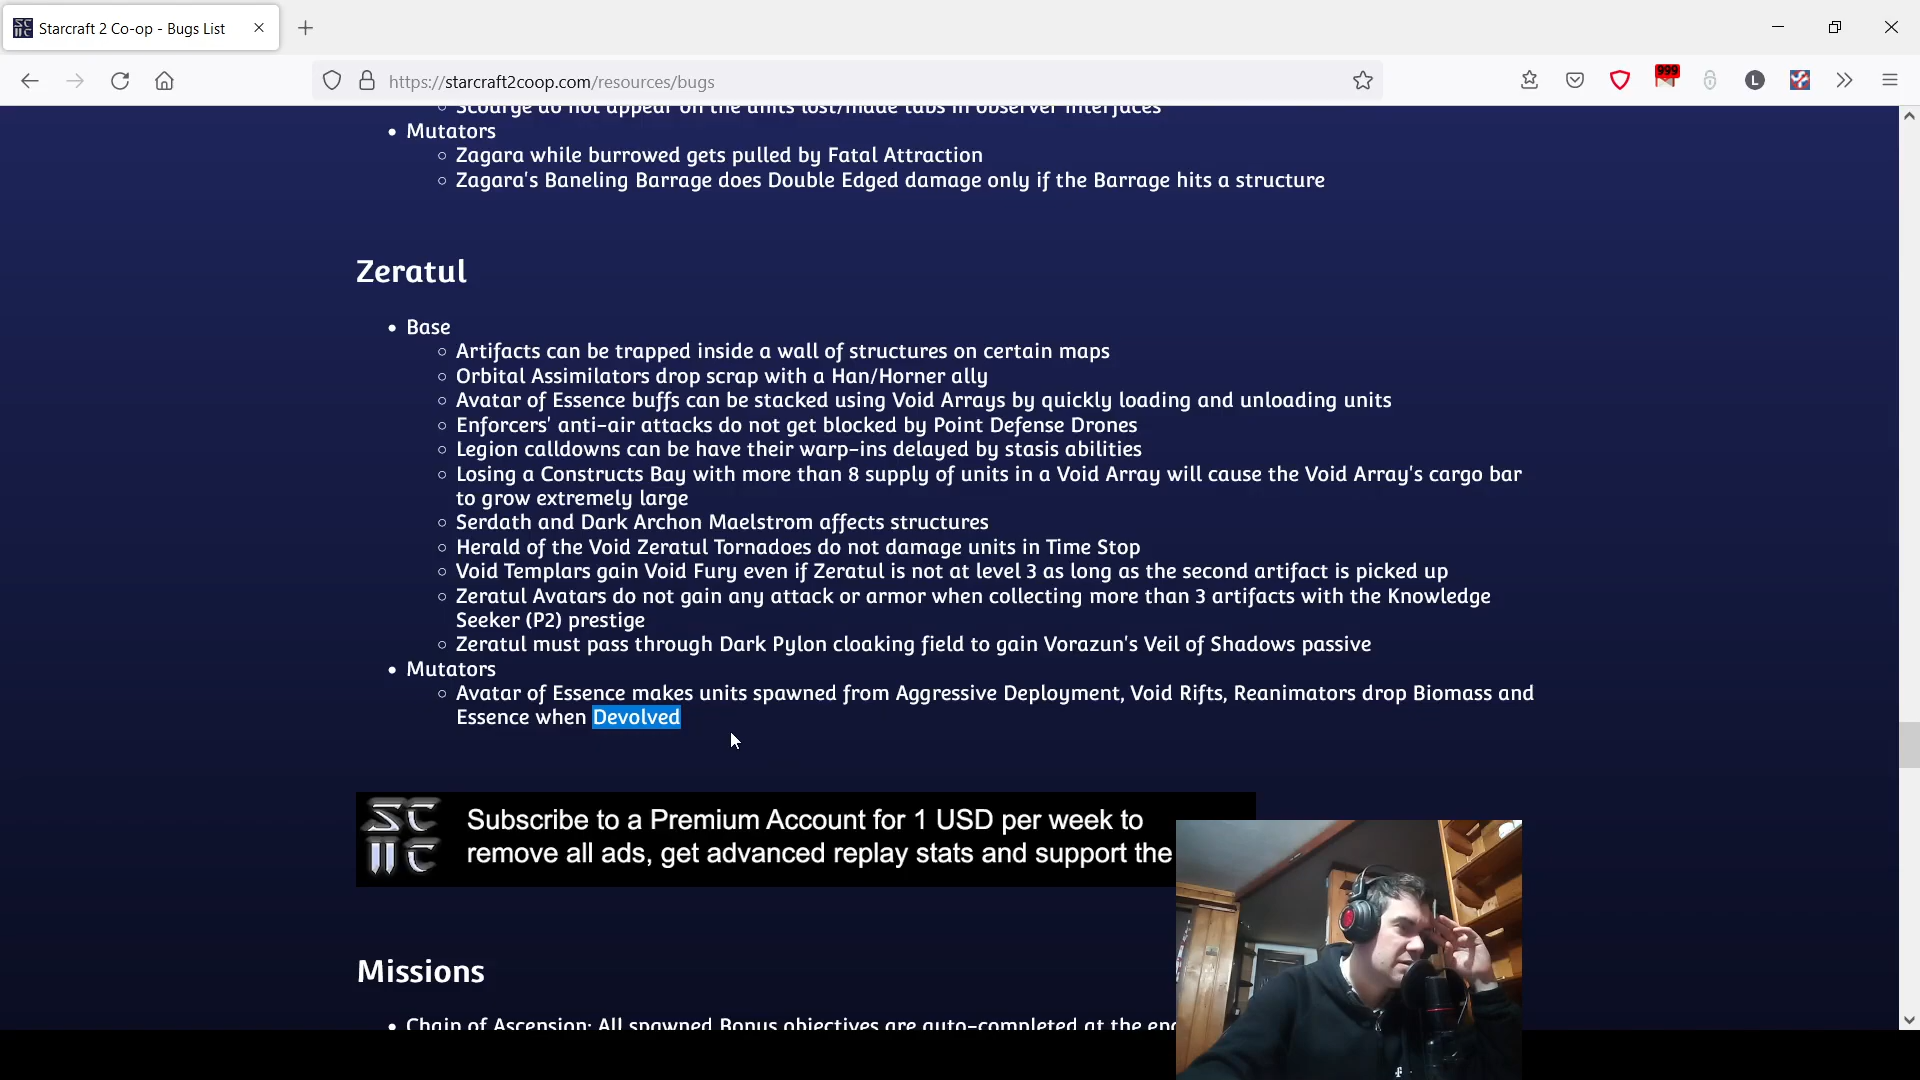 Starcraft 2 Co-op - Bugs List
https://starcraft2coop.com/resources/bugs
999
L
Scourge do not appear on the units lost/made tabs in observer interfaces
• Mutators
Zagara while burrowed gets pulled by Fatal Attraction
Zagara's Baneling Barrage does Double Edged damage only if the Barrage hits a structure
Zeratul
• Base
Artifacts can be trapped inside a wall of structures on certain maps
Orbital Assimilators drop scrap with a Han/Horner ally
Avatar of Essence buffs can be stacked using Void Arrays by quickly loading and unloading units
Enforcers' anti-air attacks do not get blocked by Point Defense Drones
Legion calldowns can be have their warp-ins delayed by stasis abilities
Losing a Constructs Bay with more than 8 supply of units in a Void Array will cause the Void Array's cargo bar
to grow extremely large
Serdath and Dark Archon Maelstrom affects structures
Herald of the Void Zeratul Tornadoes do not damage units in Time Stop
Void Templars gain Void Fury even if Zeratul is not at level 3 as long as the second artifact is picked up
Zeratul Avatars do not gain any attack or armor when collecting more than 3 artifacts with the Knowledge
Seeker (P2) prestige
Zeratul must pass through Dark Pylon cloaking field to gain Vorazun's Veil of Shadows passive
• Mutators
Avatar of Essence makes units spawned from Aggressive Deployment, Void Rifts, Reanimators drop Biomass and
Essence when Devolved
SC
IIC
Subscribe to a Premium Account for 1 USD per week to
remove all ads, get advanced replay stats and support the
Missions
• Chain of Ascension: All spawned Bonus objectives are auto-completed at the